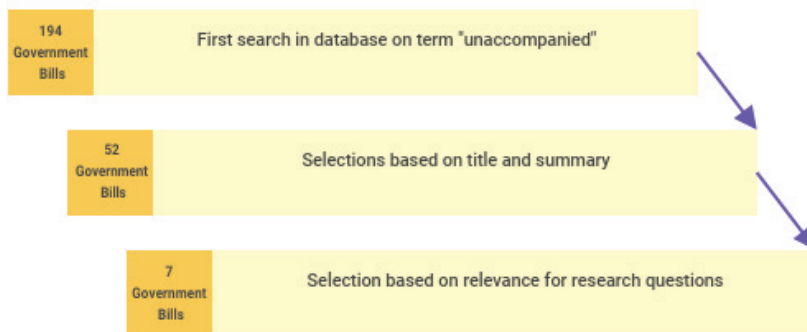 194
Government
Bills
First search in database on term "unaccompanied"
52
Government
Bills
Selections based on title and summary
7
Government
Bills
Selection based on relevance for research questions